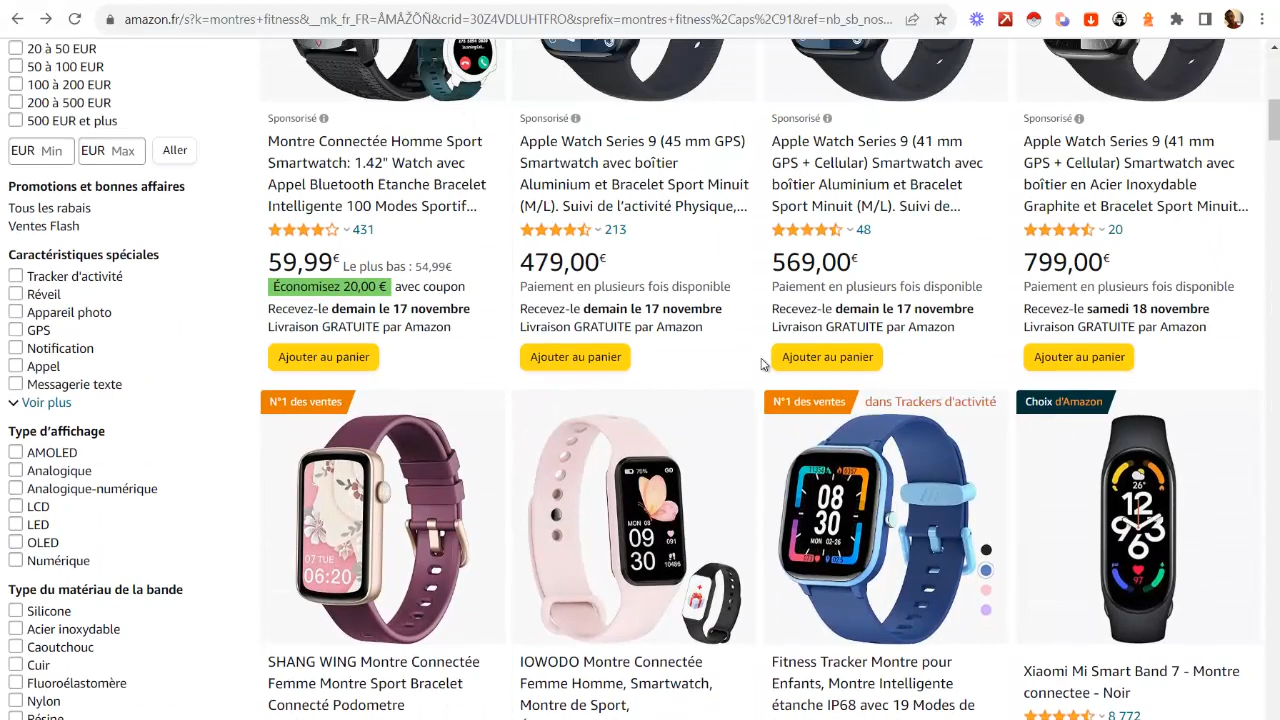 amazon.fr/s?k=montres+fitness&__mk_fr_FR=ÅMÅŽÕÑ&crid=30Z4VDLUHTFRO&sprefix=montres+fitness%2Caps%2C91&ref=nb_sb_nos...
20 à 50 EUR
50 à 100 EUR
100 à 200 EUR
200 à 500 EUR
500 EUR et plus
EUR Min EUR Max Aller
Promotions et bonnes affaires
Tous les rabais
Ventes Flash
Caractéristiques spéciales
Tracker d'activité
Réveil
Appareil photo
GPS
Notification
Appel
Messagerie texte
Voir plus
Type d'affichage
AMOLED
Analogique
Analogique-numérique
LCD
LED
OLED
Numérique
Type du matériau de la bande
Silicone
Acier inoxydable
Caoutchouc
Cuir
Fluoroélastomère
Nylon
Résine
Sponsorisé
Montre Connectée Homme Sport
Smartwatch: 1.42" Watch avec
Appel Bluetooth Etanche Bracelet
Intelligente 100 Modes Sportif...
431
59,99€ Le plus bas : 54,99€
Économisez 20,00 € avec coupon
Recevez-le demain le 17 novembre
Livraison GRATUITE par Amazon
Ajouter au panier
Sponsorisé
Apple Watch Series 9 (45 mm GPS)
Smartwatch avec boîtier
Aluminium et Bracelet Sport Minuit
(M/L). Suivi de l'activité Physique,...
213
479,00€
Paiement en plusieurs fois disponible
Recevez-le demain le 17 novembre
Livraison GRATUITE par Amazon
Ajouter au panier
Sponsorisé
Apple Watch Series 9 (41 mm
GPS + Cellular) Smartwatch avec
boîtier Aluminium et Bracelet
Sport Minuit (M/L). Suivi de...
48
569,00€
Paiement en plusieurs fois disponible
Recevez-le demain le 17 novembre
Livraison GRATUITE par Amazon
Ajouter au panier
Sponsorisé
Apple Watch Series 9 (41 mm
GPS + Cellular) Smartwatch avec
boîtier en Acier Inoxydable
Graphite et Bracelet Sport Minuit...
20
799,00€
Paiement en plusieurs fois disponible
Recevez-le samedi 18 novembre
Livraison GRATUITE par Amazon
Ajouter au panier
N°1 des ventes
07 TUE
06:20
SHANG WING Montre Connectée
Femme Montre Sport Bracelet
Connecté Podometre
MON 08
09
30
IOWODO Montre Connectée
Femme Homme, Smartwatch,
Montre de Sport,
N°1 des ventes dans Trackers d'activité
08
30
MON 02-26
Fitness Tracker Montre pour
Enfants, Montre Intelligente
étanche IP68 avec 19 Modes de
Choix d'Amazon
26°
12
97
Xiaomi Mi Smart Band 7 - Montre
connectee - Noir
8 772